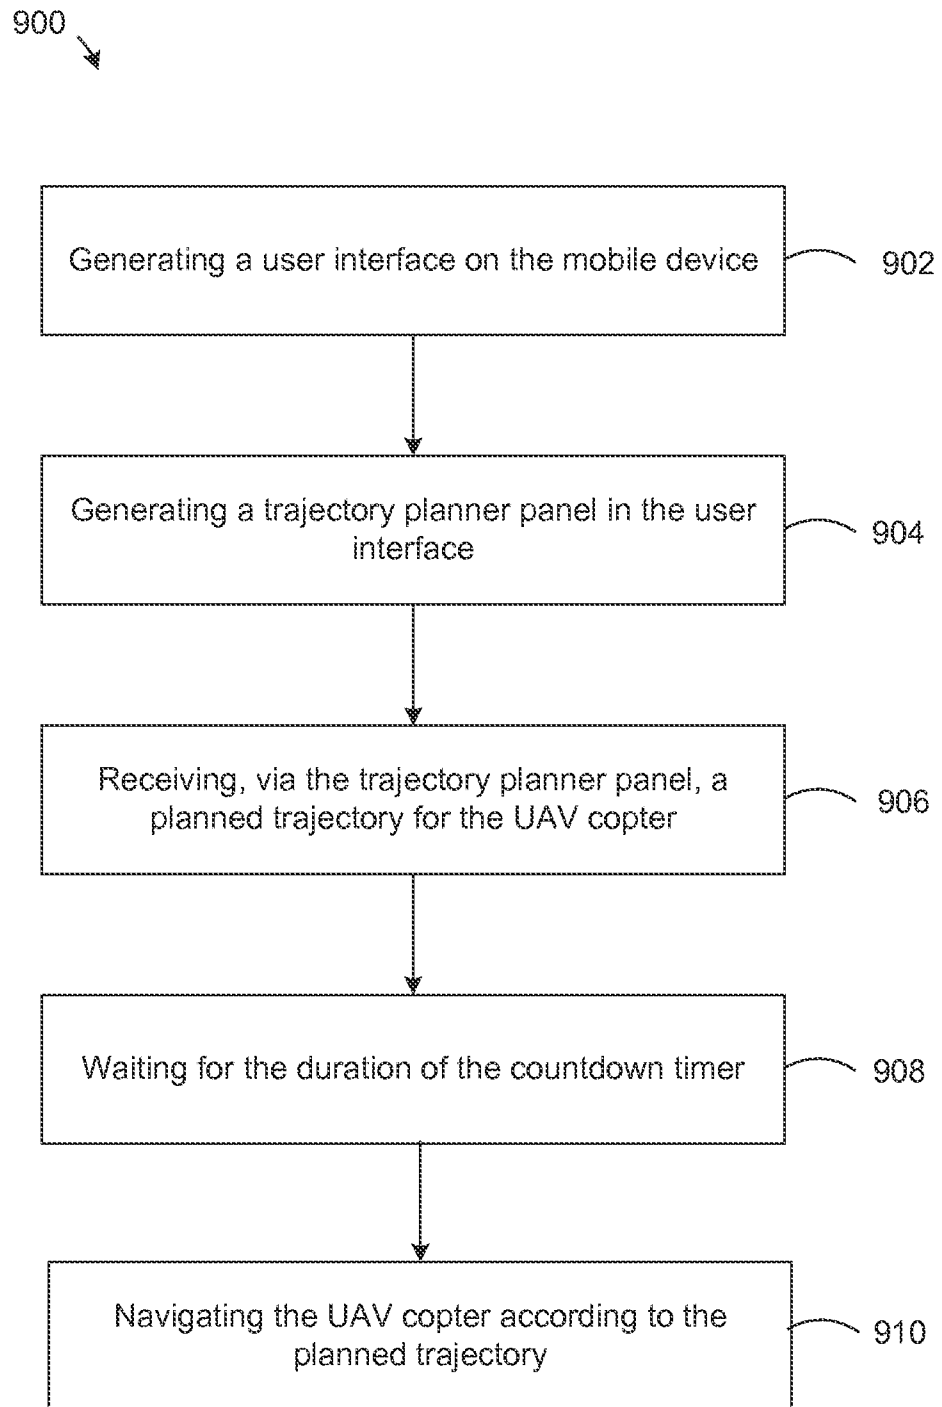 900
Generating a user interface on the mobile device
902
Generating a trajectory planner panel in the user
interface
904
Receiving, via the trajectory planner panel, a
planned trajectory for the UAV copter
906
Waiting for the duration of the countdown timer
908
Navigating the UAV copter according to the
planned trajectory
910